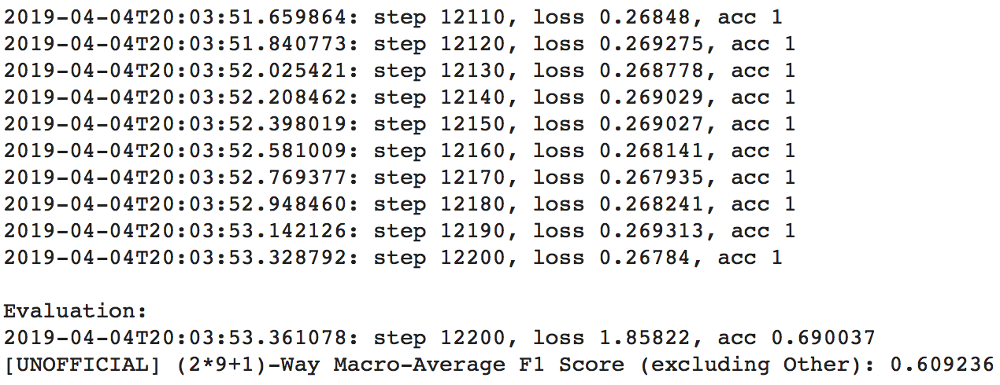 2019-04-04T20:03:51.659864: step 12110, loss 0.26848, acc 1
2019-04-04T20:03:51.840773: step 12120, loss 0.269275, acc 1
2019-04-04T20:03:52.025421: step 12130, loss 0.268778, acc 1
2019-04-04T20:03:52.208462: step 12140, loss 0.269029, acc 1
2019-04-04T20:03:52.398019: step 12150, loss 0.269027, acc 1
2019-04-04T20:03:52.581009: step 12160, loss 0.268141, acc 1
2019-04-04T20:03:52.769377: step 12170, loss 0.267935, acc 1
2019-04-04T20:03:52.948460: step 12180, loss 0.268241, acc 1
2019-04-04T20:03:53.142126: step 12190, loss 0.269313, acc 1
2019-04-04T20:03:53.328792: step 12200, loss 0.26784, acc 1

Evaluation:
2019-04-04T20:03:53.361078: step 12200, loss 1.85822, acc 0.690037
[UNOFFICIAL] (2*9+1)-Way Macro-Average F1 Score (excluding Other): 0.609236